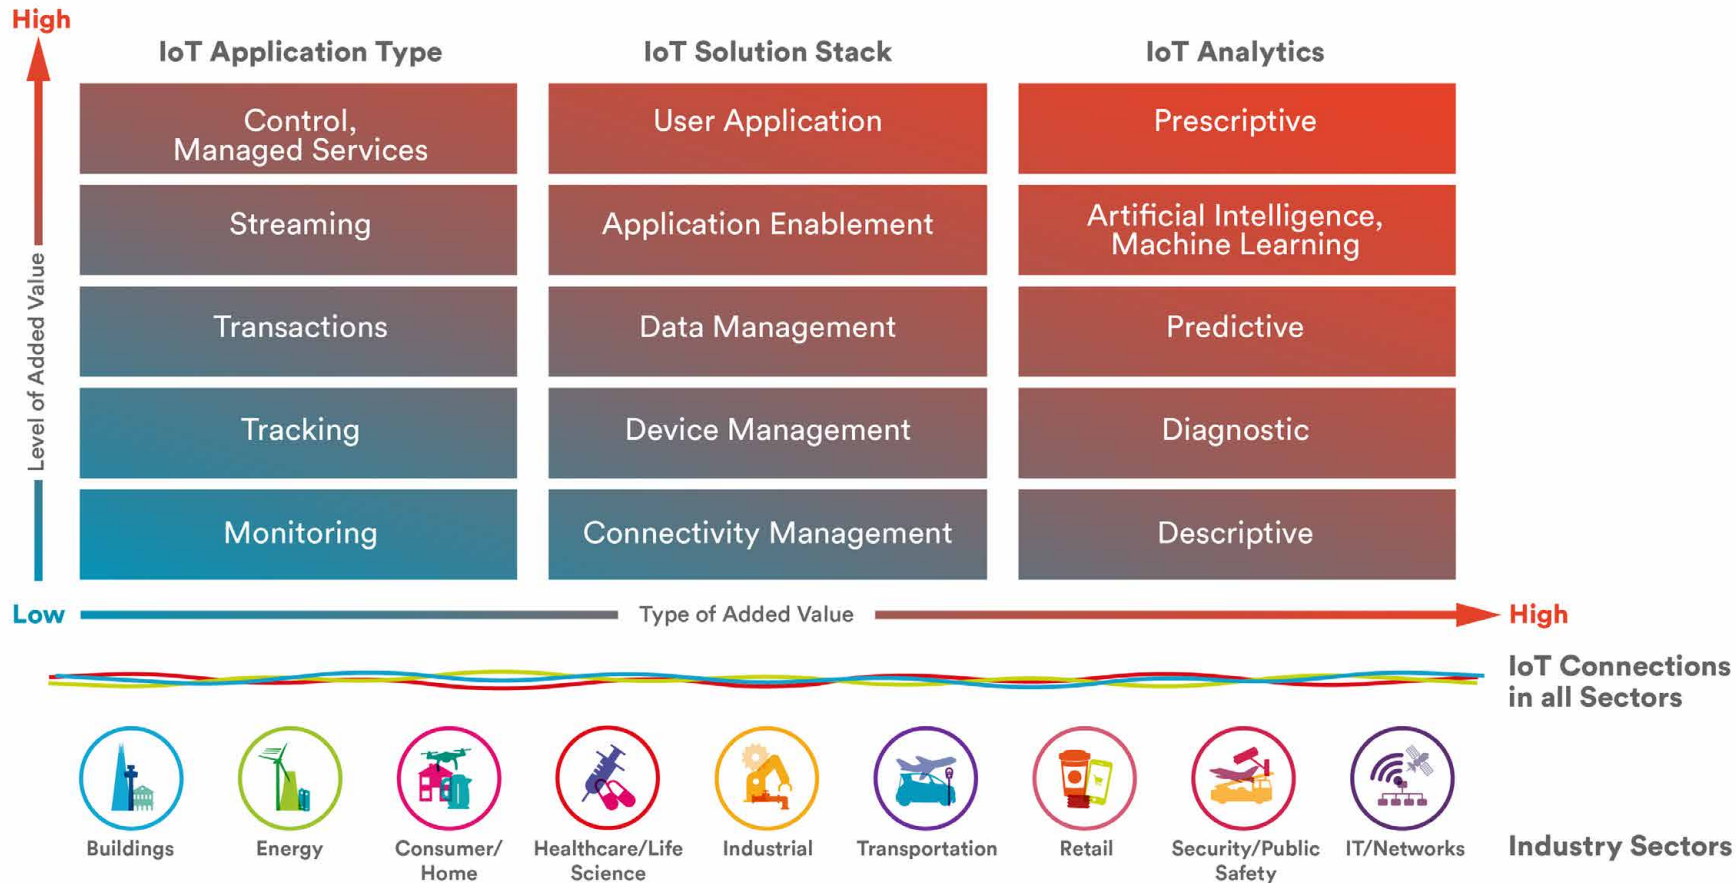 High
IoT Application Type
IoT Solution Stack
IoT Analytics
Control,
Managed Services
User Application
Prescriptive
Streaming
Application Enablement
Artificial Intelligence,
Machine Learning
Transactions
Data Management
Predictive
Tracking
Device Management
Diagnostic
Monitoring
Connectivity Management
Descriptive
Level of Added Value
Low
Type of Added Value
High
IoT Connections
in all Sectors
Buildings
Energy
Consumer/
Home
Healthcare/Life
Science
Industrial
Transportation
Retail
Security/Public
Safety
IT/Networks
Industry Sectors